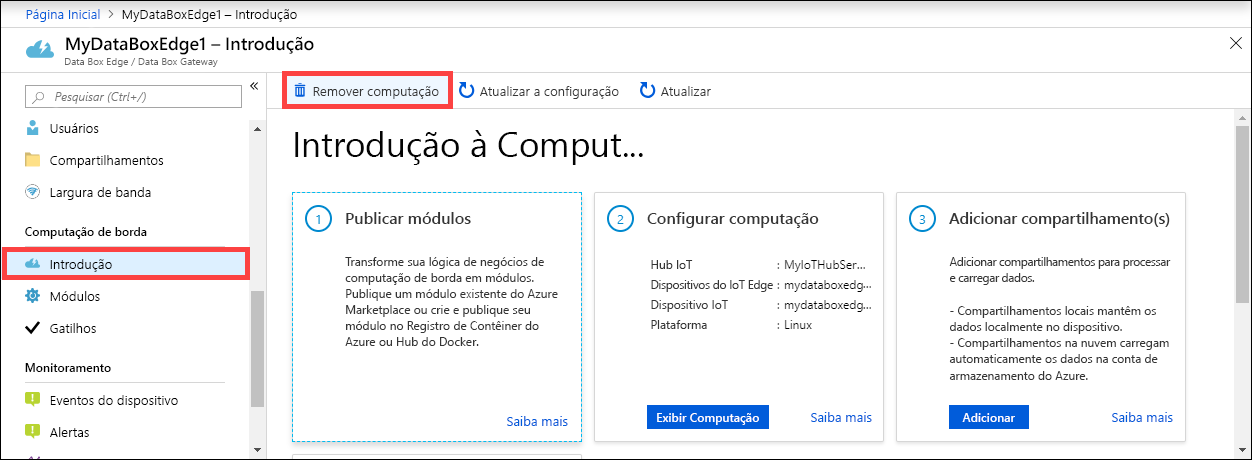 Página Inicial > MyDataBoxEdge1 – Introdução
MyDataBoxEdge1 – Introdução
Data Box Edge / Data Box Gateway
Pesquisar (Ctrl+/)
«
Usuários
Compartilhamentos
Largura de banda
Computação de borda
Introdução
Módulos
Gatilhos
Monitoramento
Eventos do dispositivo
Alertas
Remover computação
Atualizar a configuração
Atualizar
Introdução à Comput...
1 Publicar módulos
Transforme sua lógica de negócios de
computação de borda em módulos.
Publique um módulo existente do Azure
Marketplace ou crie e publique seu
módulo no Registro de Contêiner do
Azure ou Hub do Docker.
Saiba mais
2 Configurar computação
Hub IoT : MyIoTHubSer...
Dispositivos do IoT Edge : mydataboxedg...
Dispositivo IoT : mydataboxedg...
Plataforma : Linux
Exibir Computação
Saiba mais
3 Adicionar compartilhamento(s)
Adicionar compartilhamentos para processar
e carregar dados.
- Compartilhamentos locais mantêm os
dados localmente no dispositivo.
- Compartilhamentos na nuvem carregam
automaticamente os dados na conta de
armazenamento do Azure.
Adicionar
Saiba mais